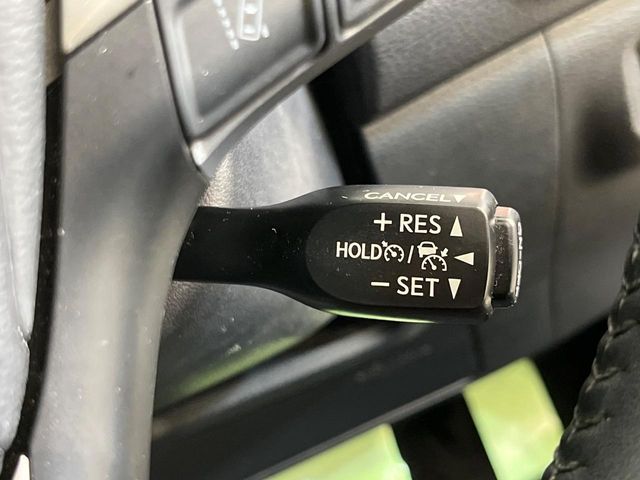 CANCEL▼
+ RES ▲
HOLD / ◀
− SET ▼